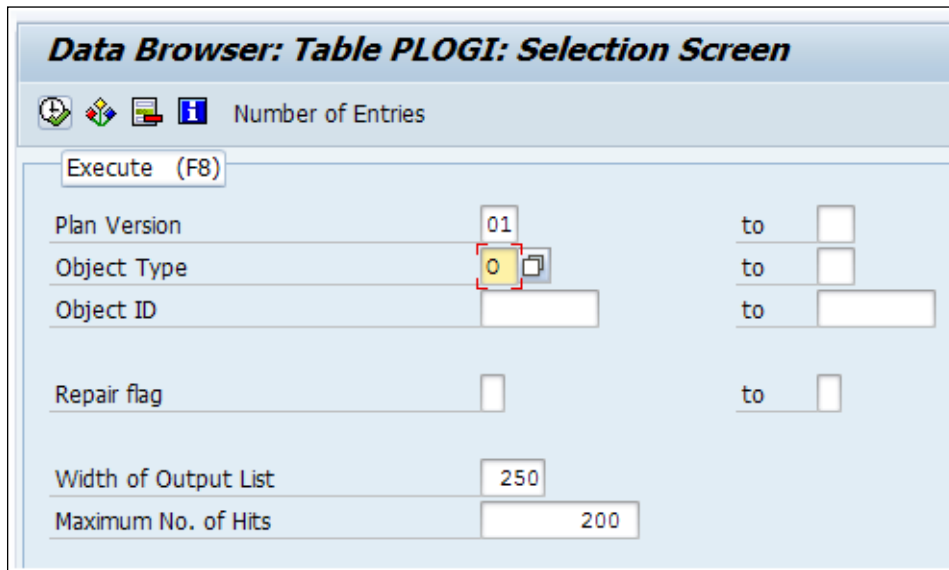 Data Browser: Table PLOGI: Selection Screen
Number of Entries
Execute (F8)
Plan Version 01 to
Object Type O to
Object ID to
Repair flag to
Width of Output List 250
Maximum No. of Hits 200